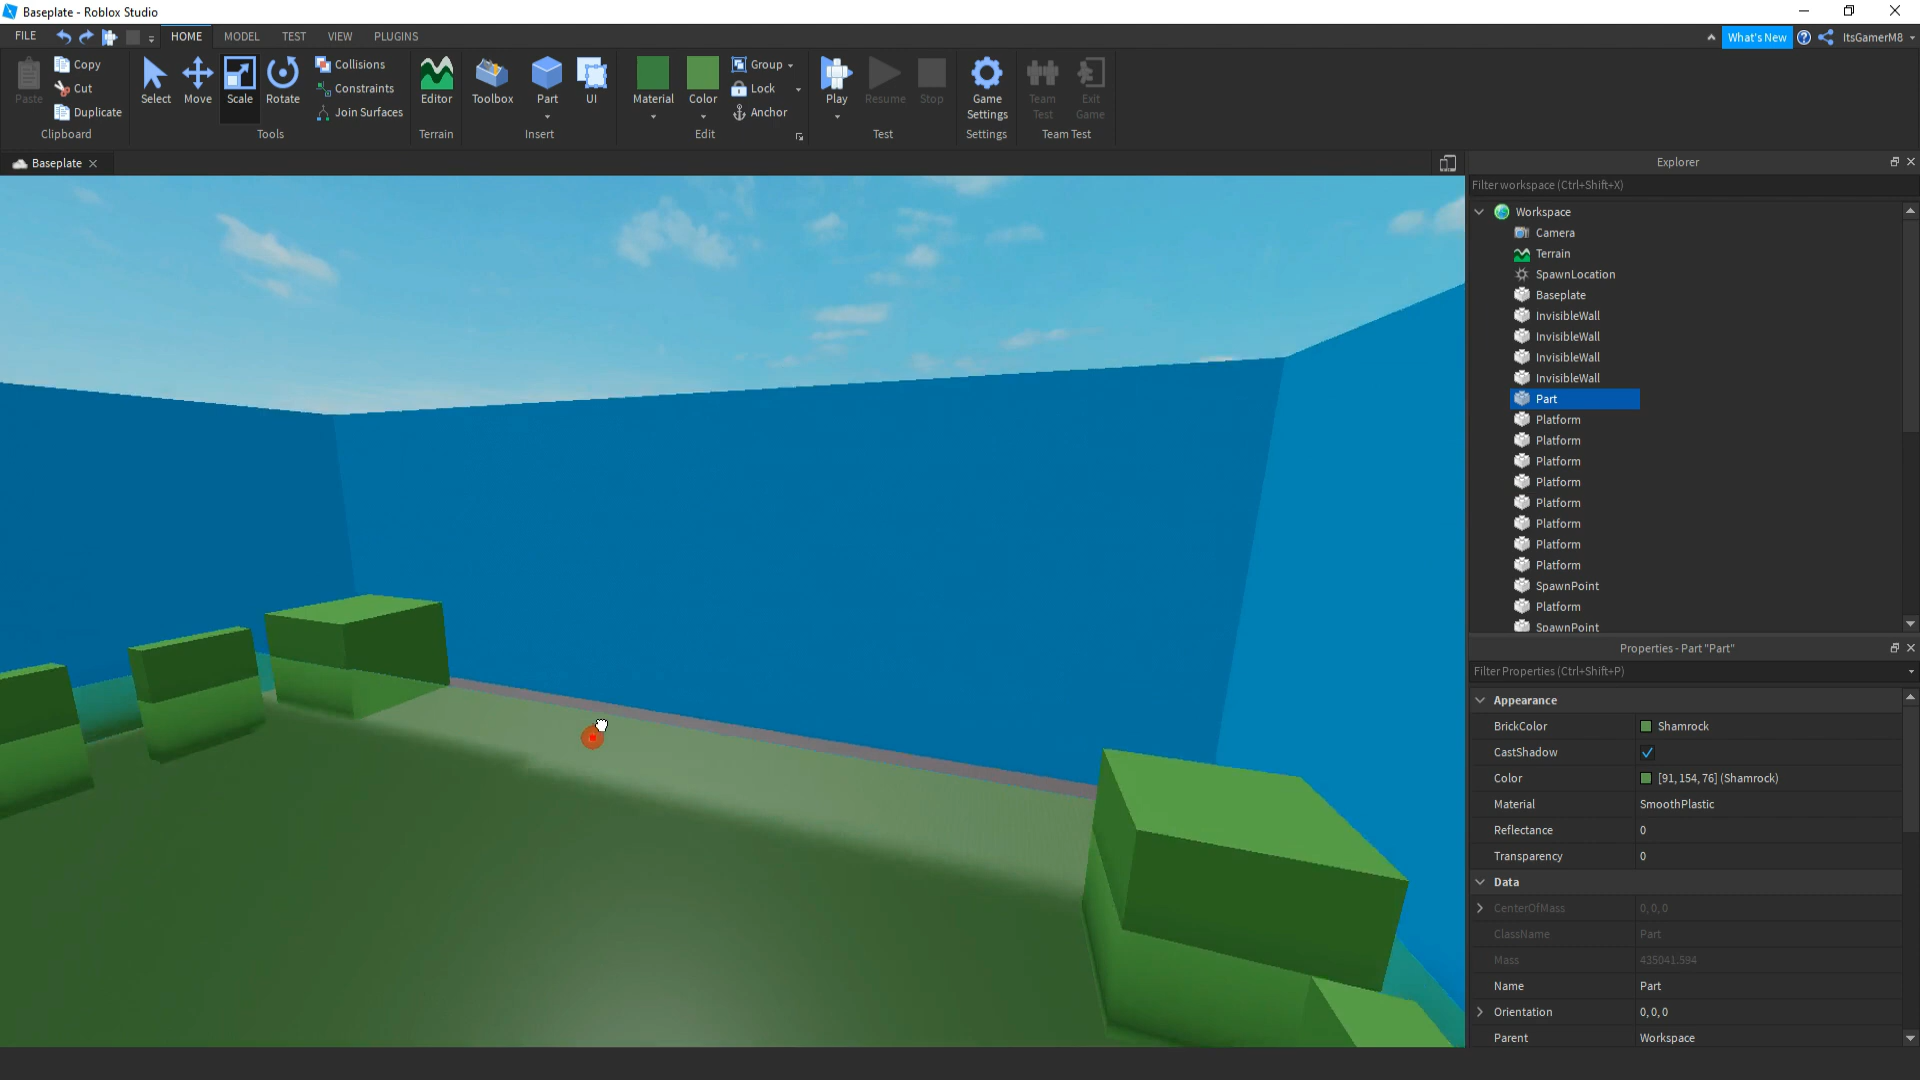 Baseplate - Roblox Studio
FILE
HOME
MODEL
TEST
VIEW
PLUGINS
What's New
ItsGamerM8
Paste
Copy
Cut
Duplicate
Clipboard
Select
Move
Scale
Rotate
Collisions
Constraints
Join Surfaces
Tools
Editor
Terrain
Toolbox
Part
UI
Insert
Material
Color
Group
Lock
Anchor
Edit
Play
Resume
Stop
Test
Game
Settings
Settings
Team
Test
Exit
Game
Team Test
Baseplate
Explorer
Filter workspace (Ctrl+Shift+X)
Workspace
Camera
Terrain
SpawnLocation
Baseplate
InvisibleWall
InvisibleWall
InvisibleWall
InvisibleWall
Part
Platform
Platform
Platform
Platform
Platform
Platform
Platform
Platform
SpawnPoint
Platform
SpawnPoint
Properties - Part "Part"
Filter Properties (Ctrl+Shift+P)
Appearance
BrickColor Shamrock
CastShadow
Color [91, 154, 76] (Shamrock)
Material SmoothPlastic
Reflectance 0
Transparency 0
Data
CenterOfMass 0, 0, 0
ClassName Part
Mass 435041.594
Name Part
Orientation 0, 0, 0
Parent Workspace